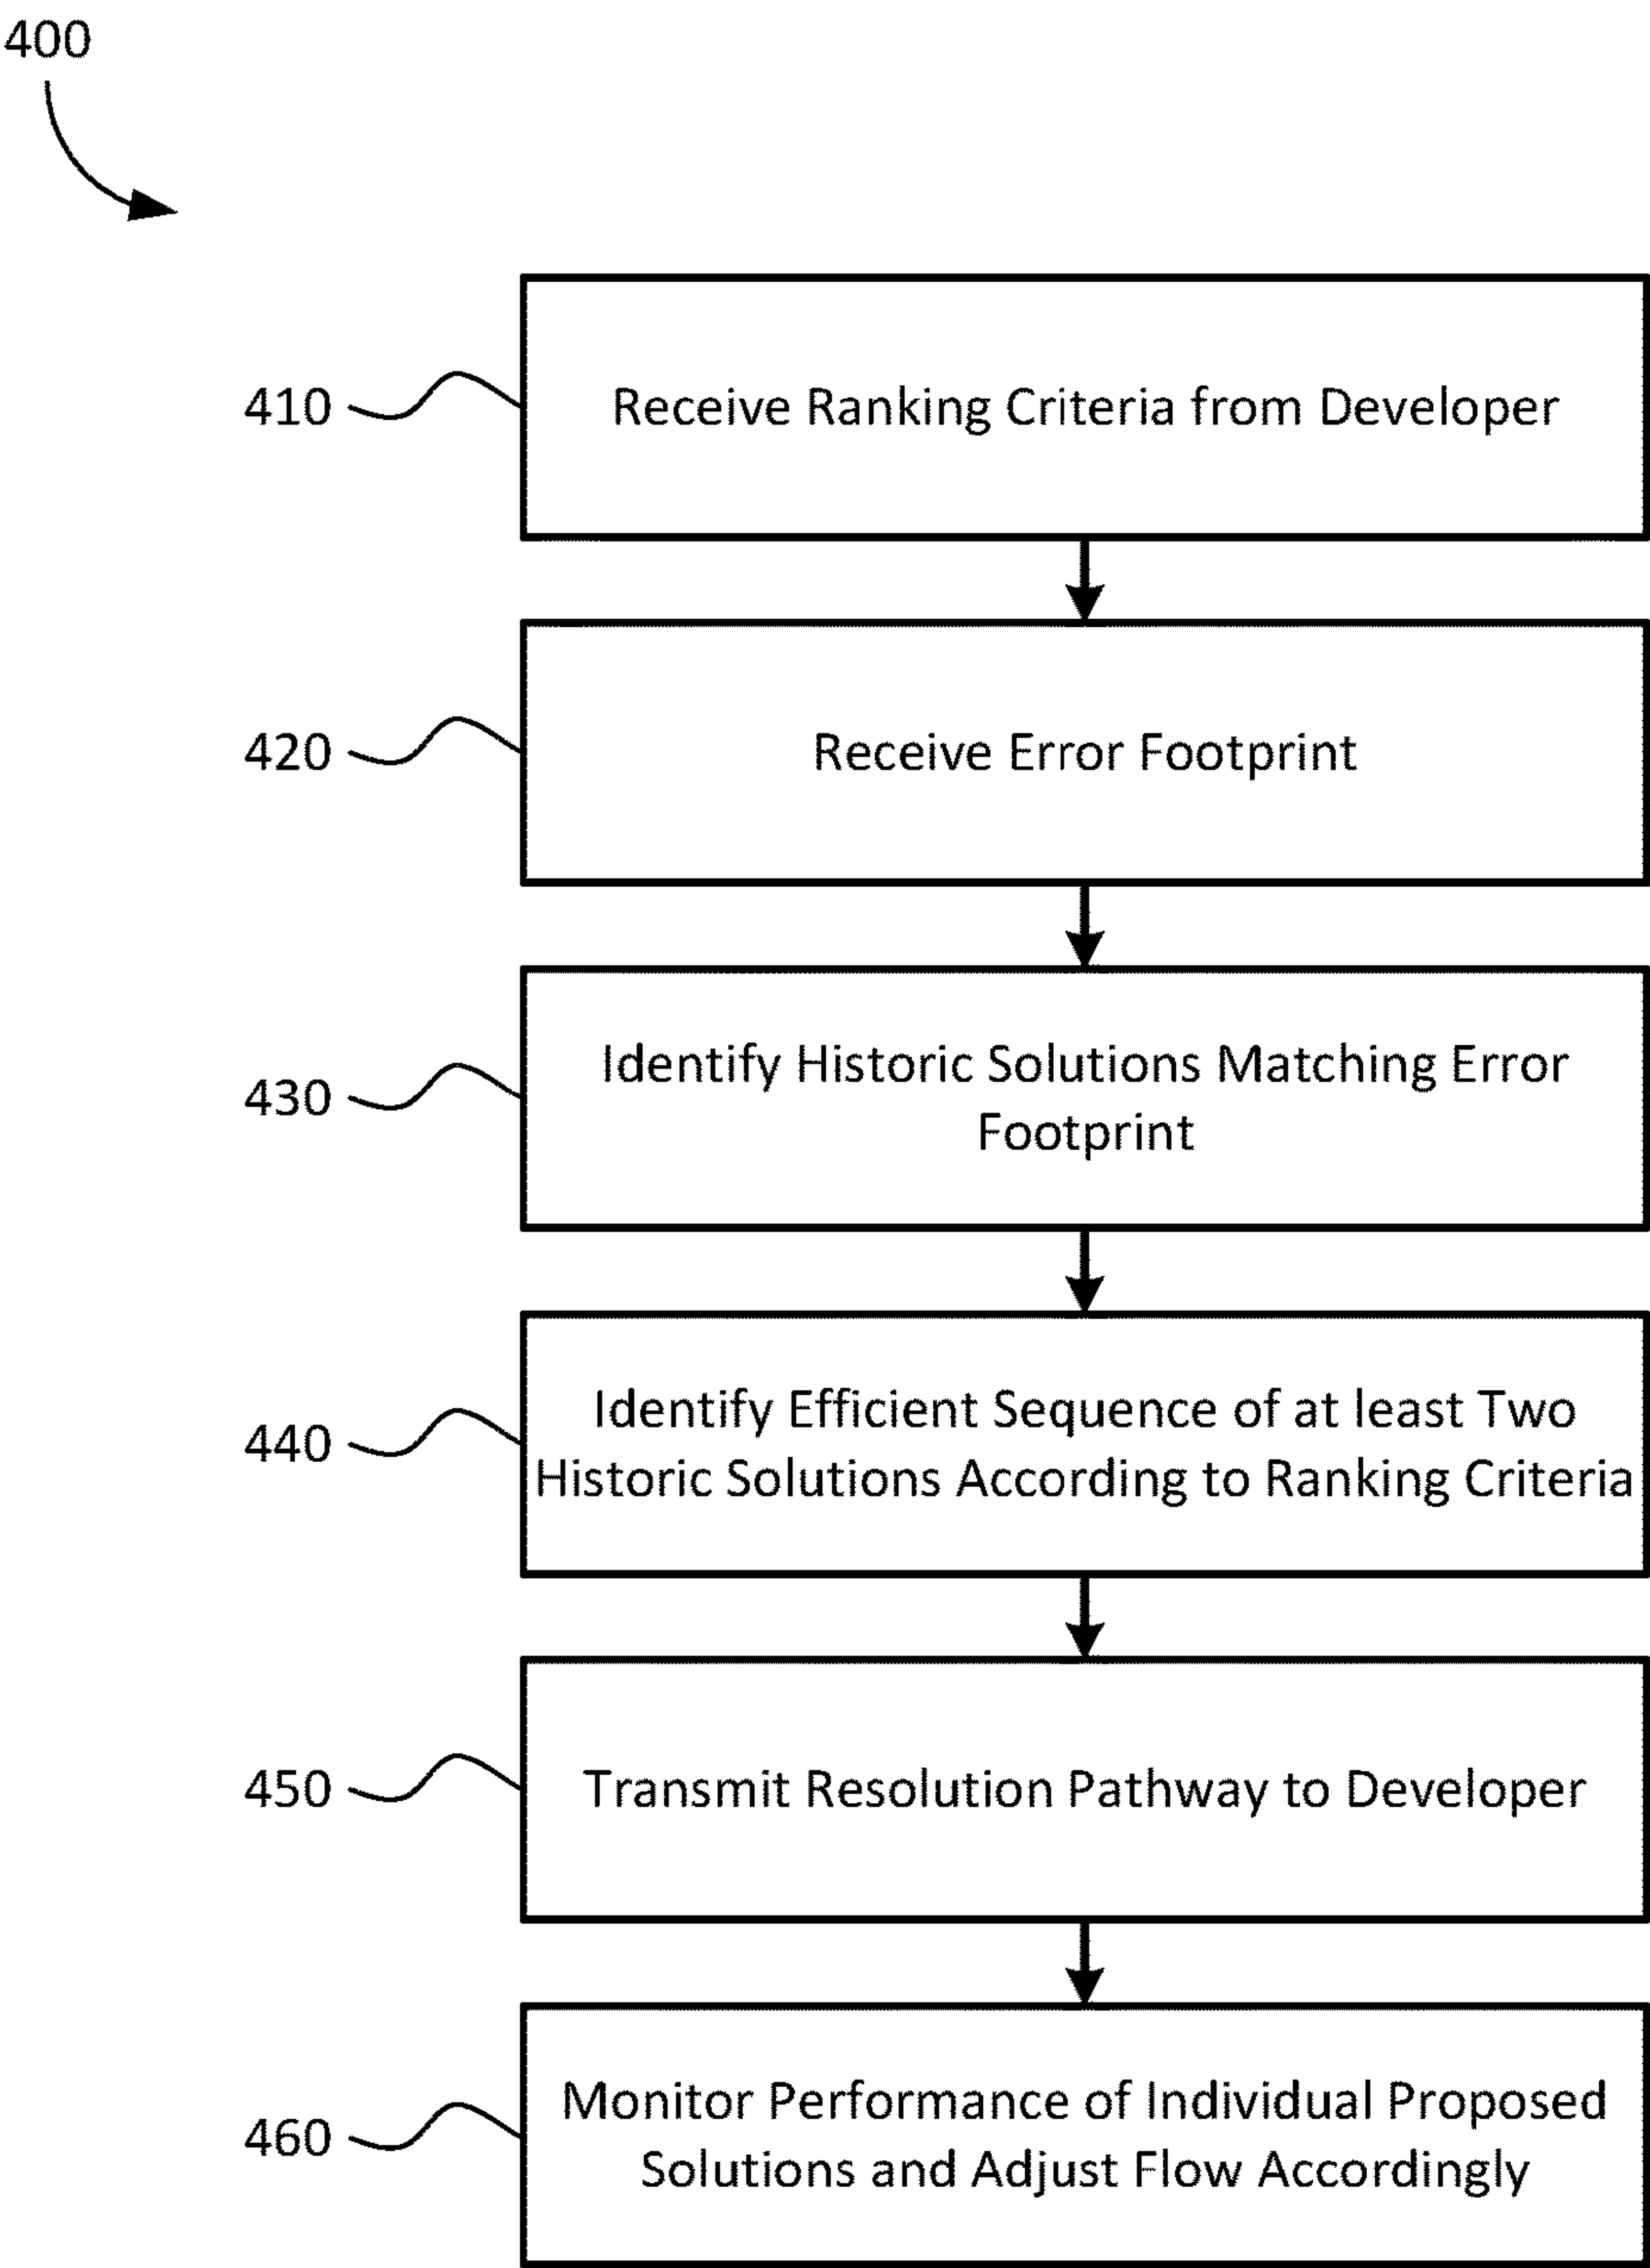 400
410
Receive Ranking Criteria from Developer
420
Receive Error Footprint
430
Identify Historic Solutions Matching Error
Footprint
440
Identify Efficient Sequence of at least Two
Historic Solutions According to Ranking Criteria
450
Transmit Resolution Pathway to Developer
460
Monitor Performance of Individual Proposed
Solutions and Adjust Flow Accordingly